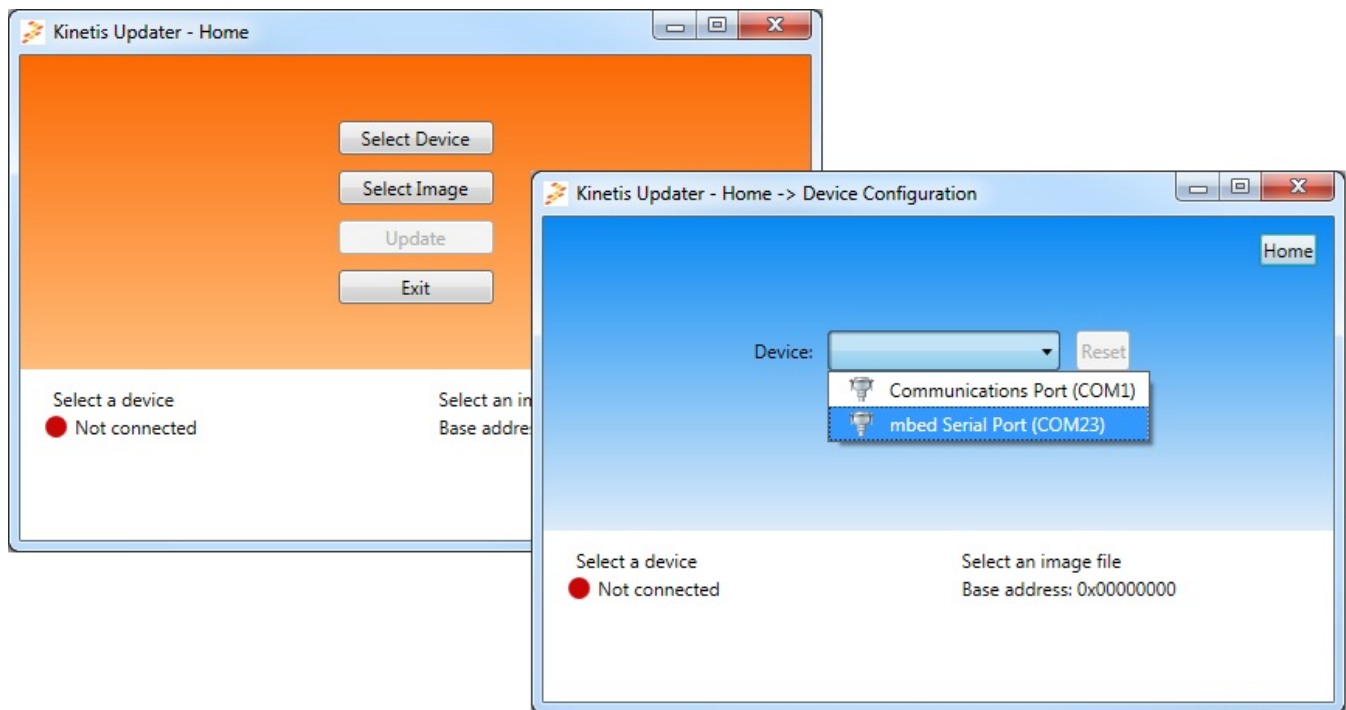 Kinetis Updater - Home
Select Device
Select Image
Update
Exit
Select a device
Not connected
Select an in
Base addre
Kinetis Updater - Home -> Device Configuration
Home
Device:
Reset
Communications Port (COM1)
mbed Serial Port (COM23)
Select a device
Not connected
Select an image file
Base address: 0x00000000